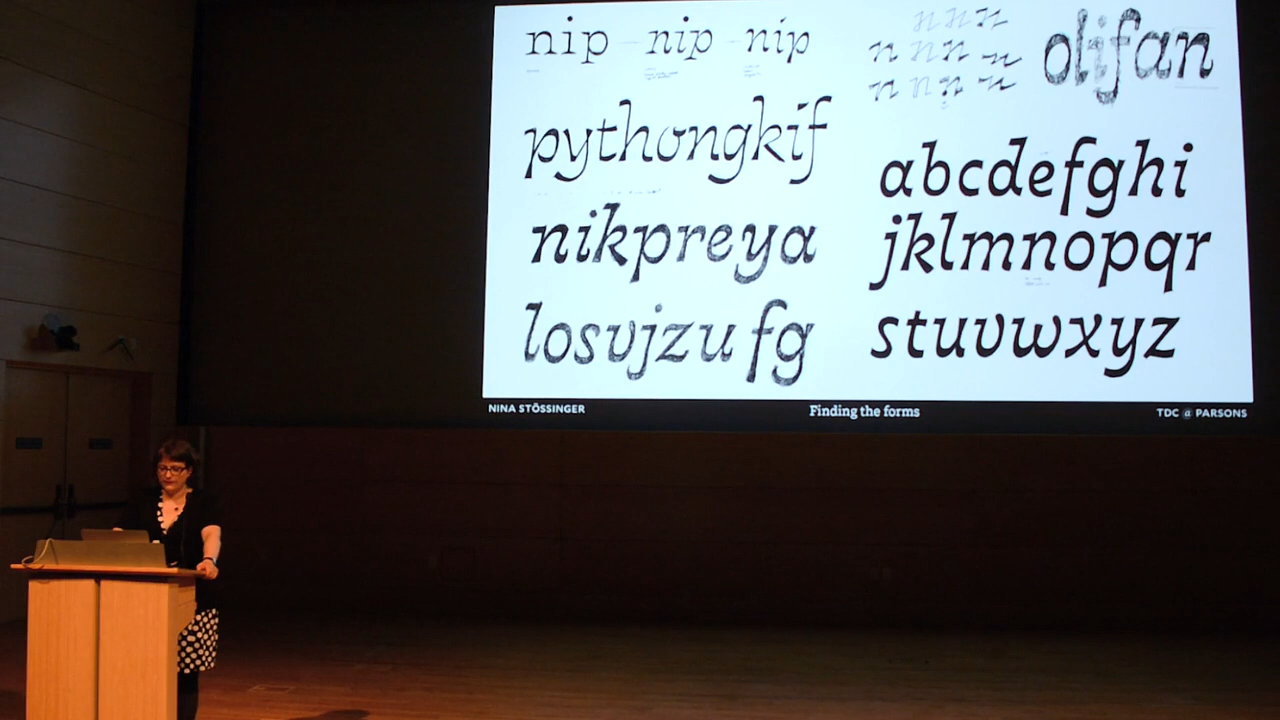 nip nip nip
pythongkif
nikpreya
losvjzu fg
n n n
n n n n
n n n n
olifan
abcdefghi
jklmnopqr
stuvwxyz
NINA STÖSSINGER
Finding the forms
TDC @ PARSONS